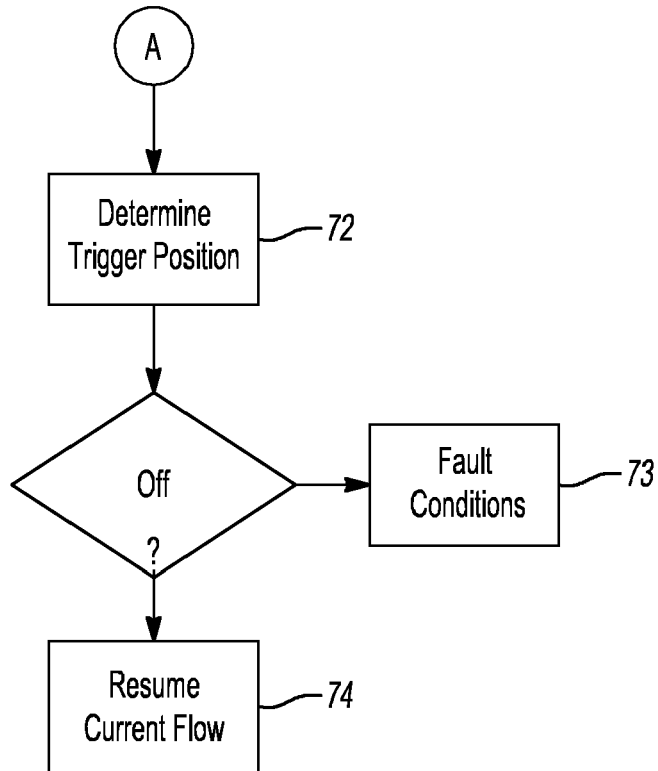 A
Determine
Trigger Position
72
Off
?
Fault
Conditions
73
Resume
Current Flow
74